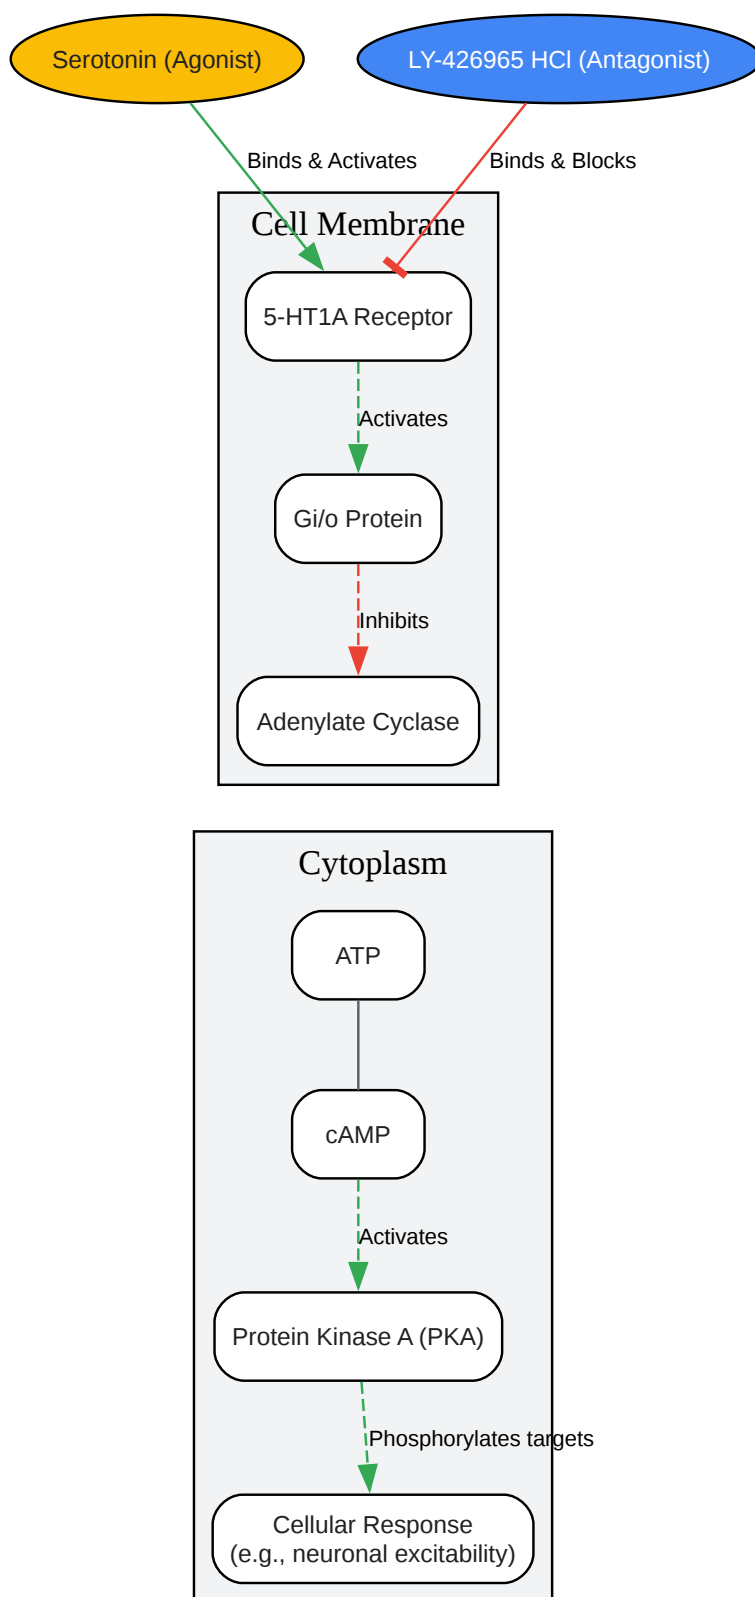 Serotonin (Agonist)
LY-426965 HCl (Antagonist)
Binds & Activates
Binds & Blocks
Cell Membrane
5-HT1A Receptor
Activates
Gi/o Protein
Inhibits
Adenylate Cyclase
Cytoplasm
ATP
cAMP
Activates
Protein Kinase A (PKA)
Phosphorylates targets
Cellular Response
(e.g., neuronal excitability)